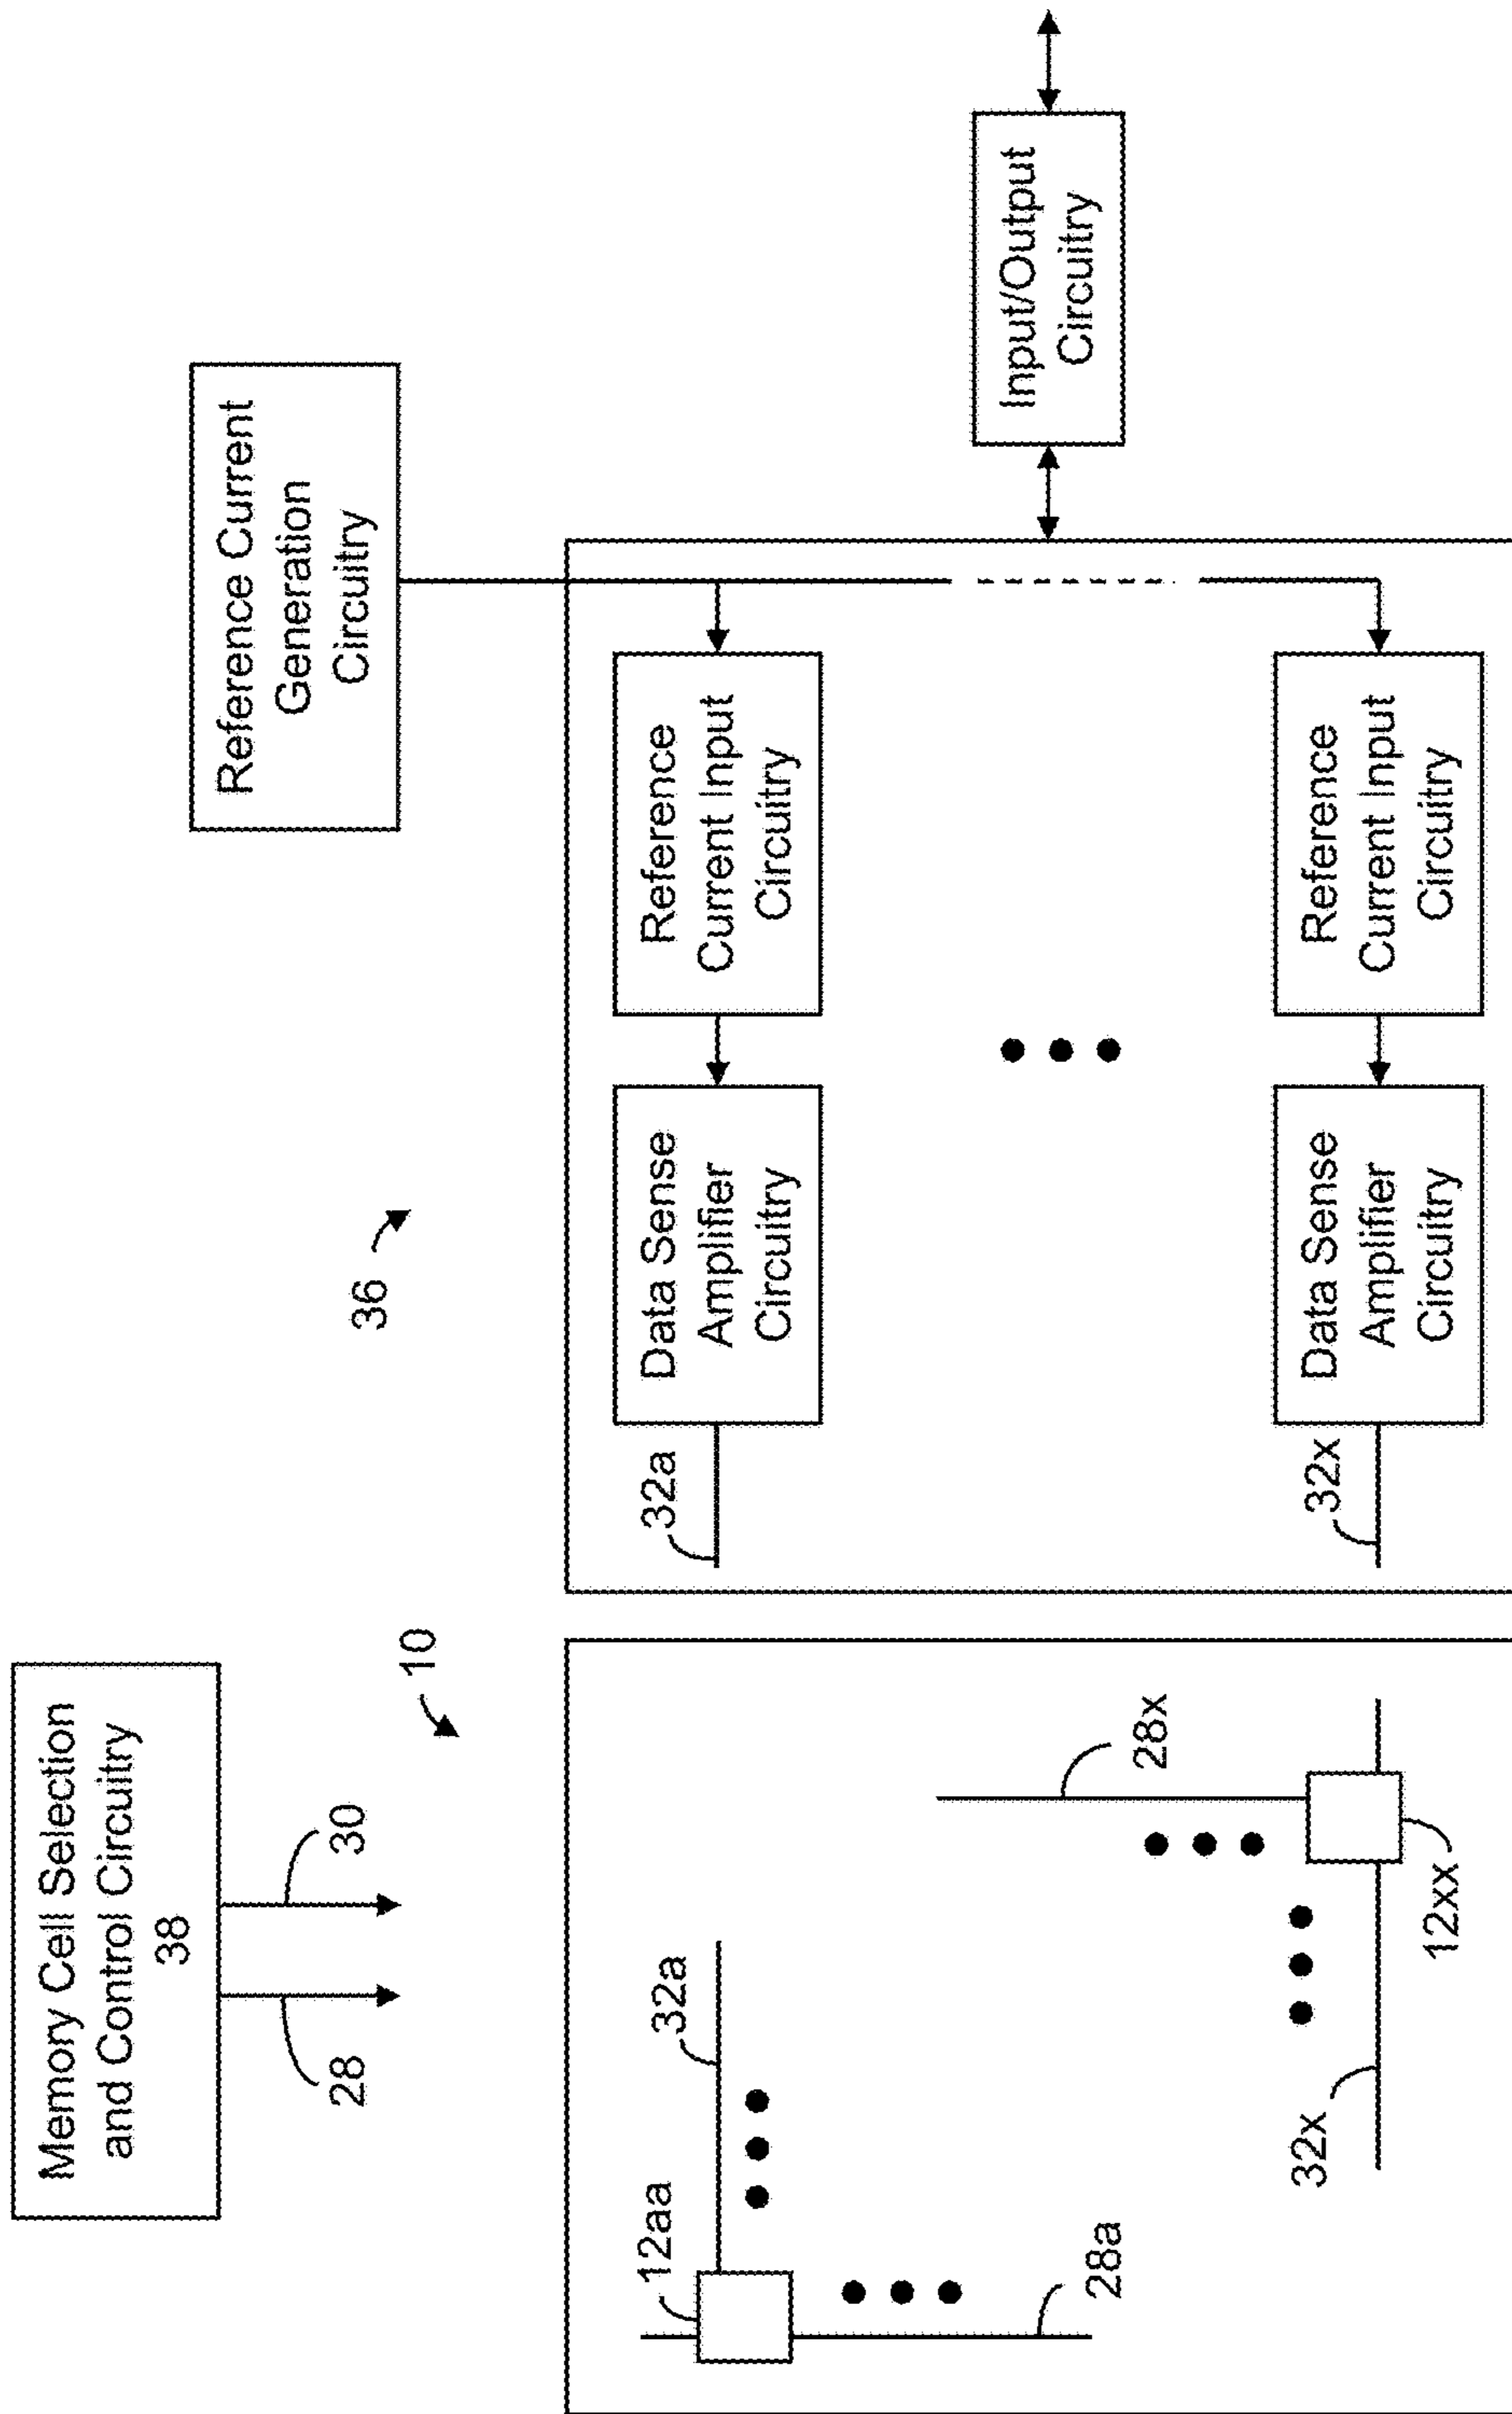 Memory Cell Selection
and Control Circuitry
38
28
30
10
36
Reference Current
Generation
Circuitry
12aa
32a
28a
28x
32x
12xx
32a
Data Sense
Amplifier
Circuitry
Reference
Current Input
Circuitry
32x
Data Sense
Amplifier
Circuitry
Reference
Current Input
Circuitry
Input/Output
Circuitry